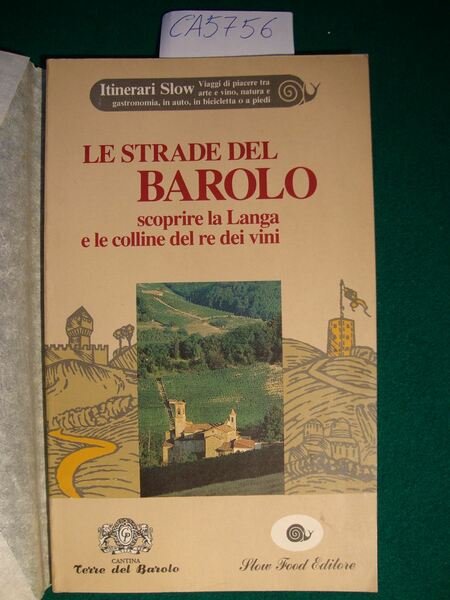 CA5756
Itinerari Slow Viaggi di piacere tra
arte e vino, natura e
gastronomia, in auto, in bicicletta o a piedi
LE STRADE DEL
BAROLO
scoprire la Langa
e le colline del re dei vini
CANTINA
Terre del Barolo
Slow Food Editore